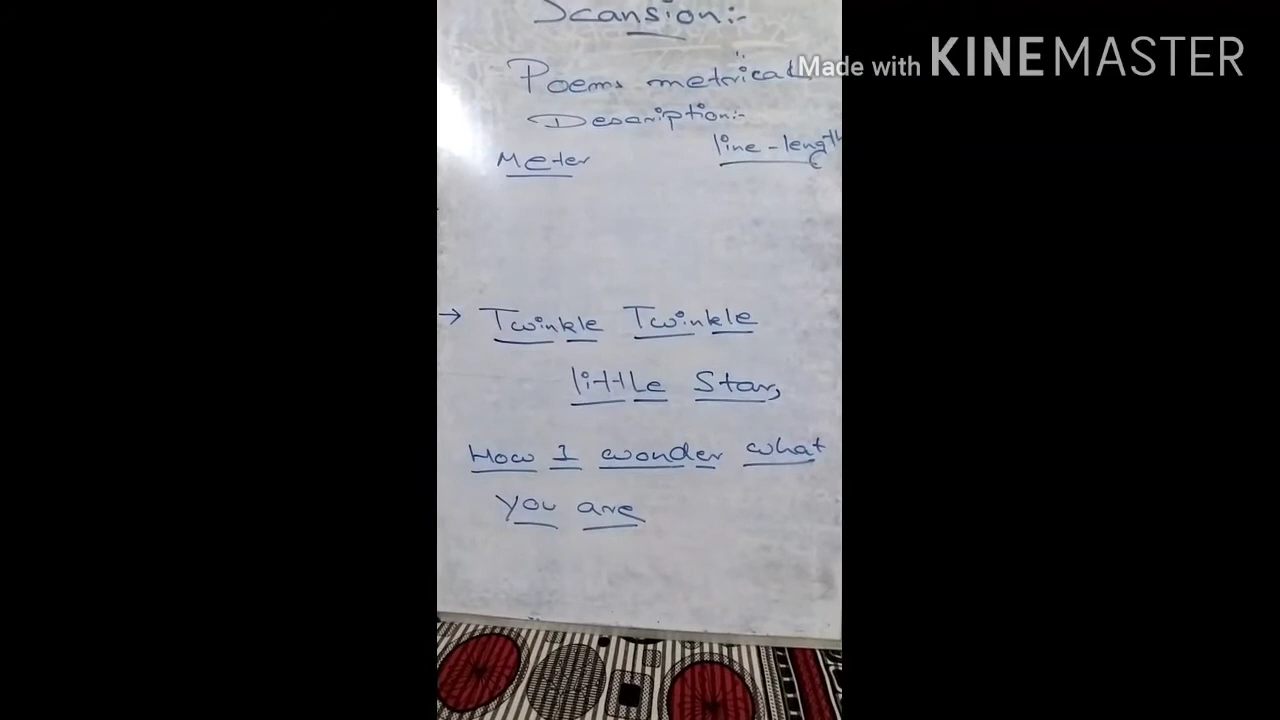 Scansion:-
Poems metrical
Description:-
Meter line-length
→ Twinkle Twinkle
little Star,
How I wonder what
you are
Made with KINEMASTER